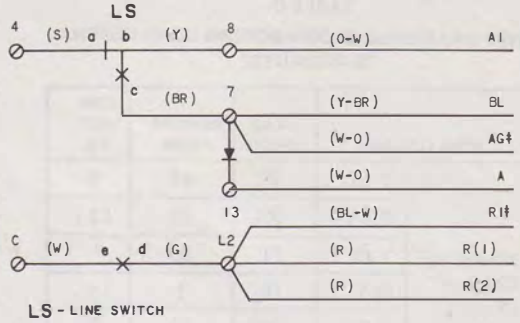 LS
4 (S) a b (Y) 8 (O-W) A1
c
(BR) 7 (Y-BR) BL
(W-O) AG‡
(W-O) A
13 (BL-W) R1‡
C (W) e d (G) L2 (R) R(1)
(R) R(2)
LS - LINE SWITCH